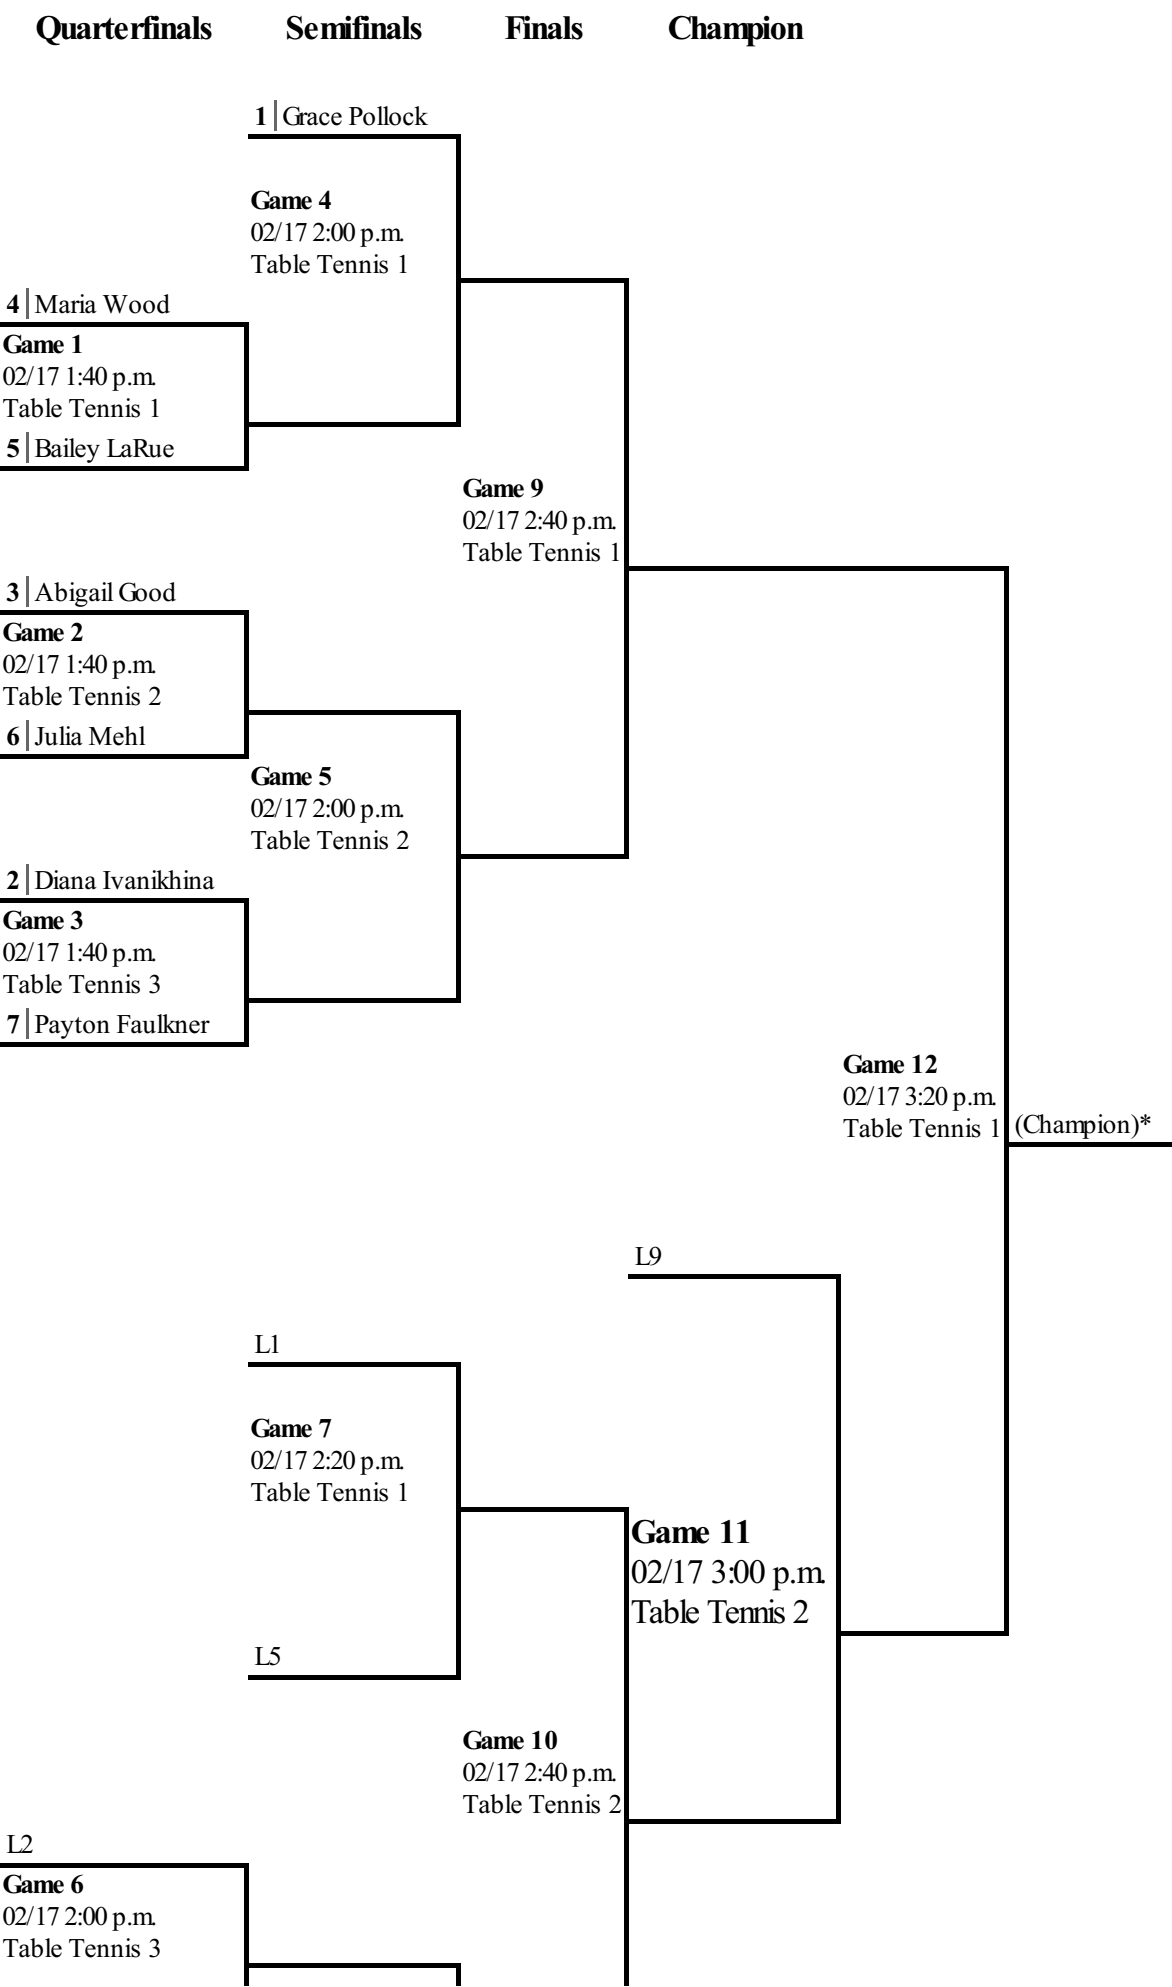 Quarterfinals Semifinals Finals Champion
1 Grace Pollock
Game 4
02/17 2:00 p.m.
Table Tennis 1
4 Maria Wood
Game 1
02/17 1:40 p.m.
Table Tennis 1
5 Bailey LaRue
Game 9
02/17 2:40 p.m.
Table Tennis 1
3 Abigail Good
Game 2
02/17 1:40 p.m.
Table Tennis 2
6 Julia Mehl
Game 5
02/17 2:00 p.m.
Table Tennis 2
2 Diana Ivanikhina
Game 3
02/17 1:40 p.m.
Table Tennis 3
7 Payton Faulkner
Game 12
02/17 3:20 p.m.
Table Tennis 1
(Champion)*
L9
L1
Game 7
02/17 2:20 p.m.
Table Tennis 1
Game 11
02/17 3:00 p.m.
Table Tennis 2
L5
Game 10
02/17 2:40 p.m.
Table Tennis 2
L2
Game 6
02/17 2:00 p.m.
Table Tennis 3